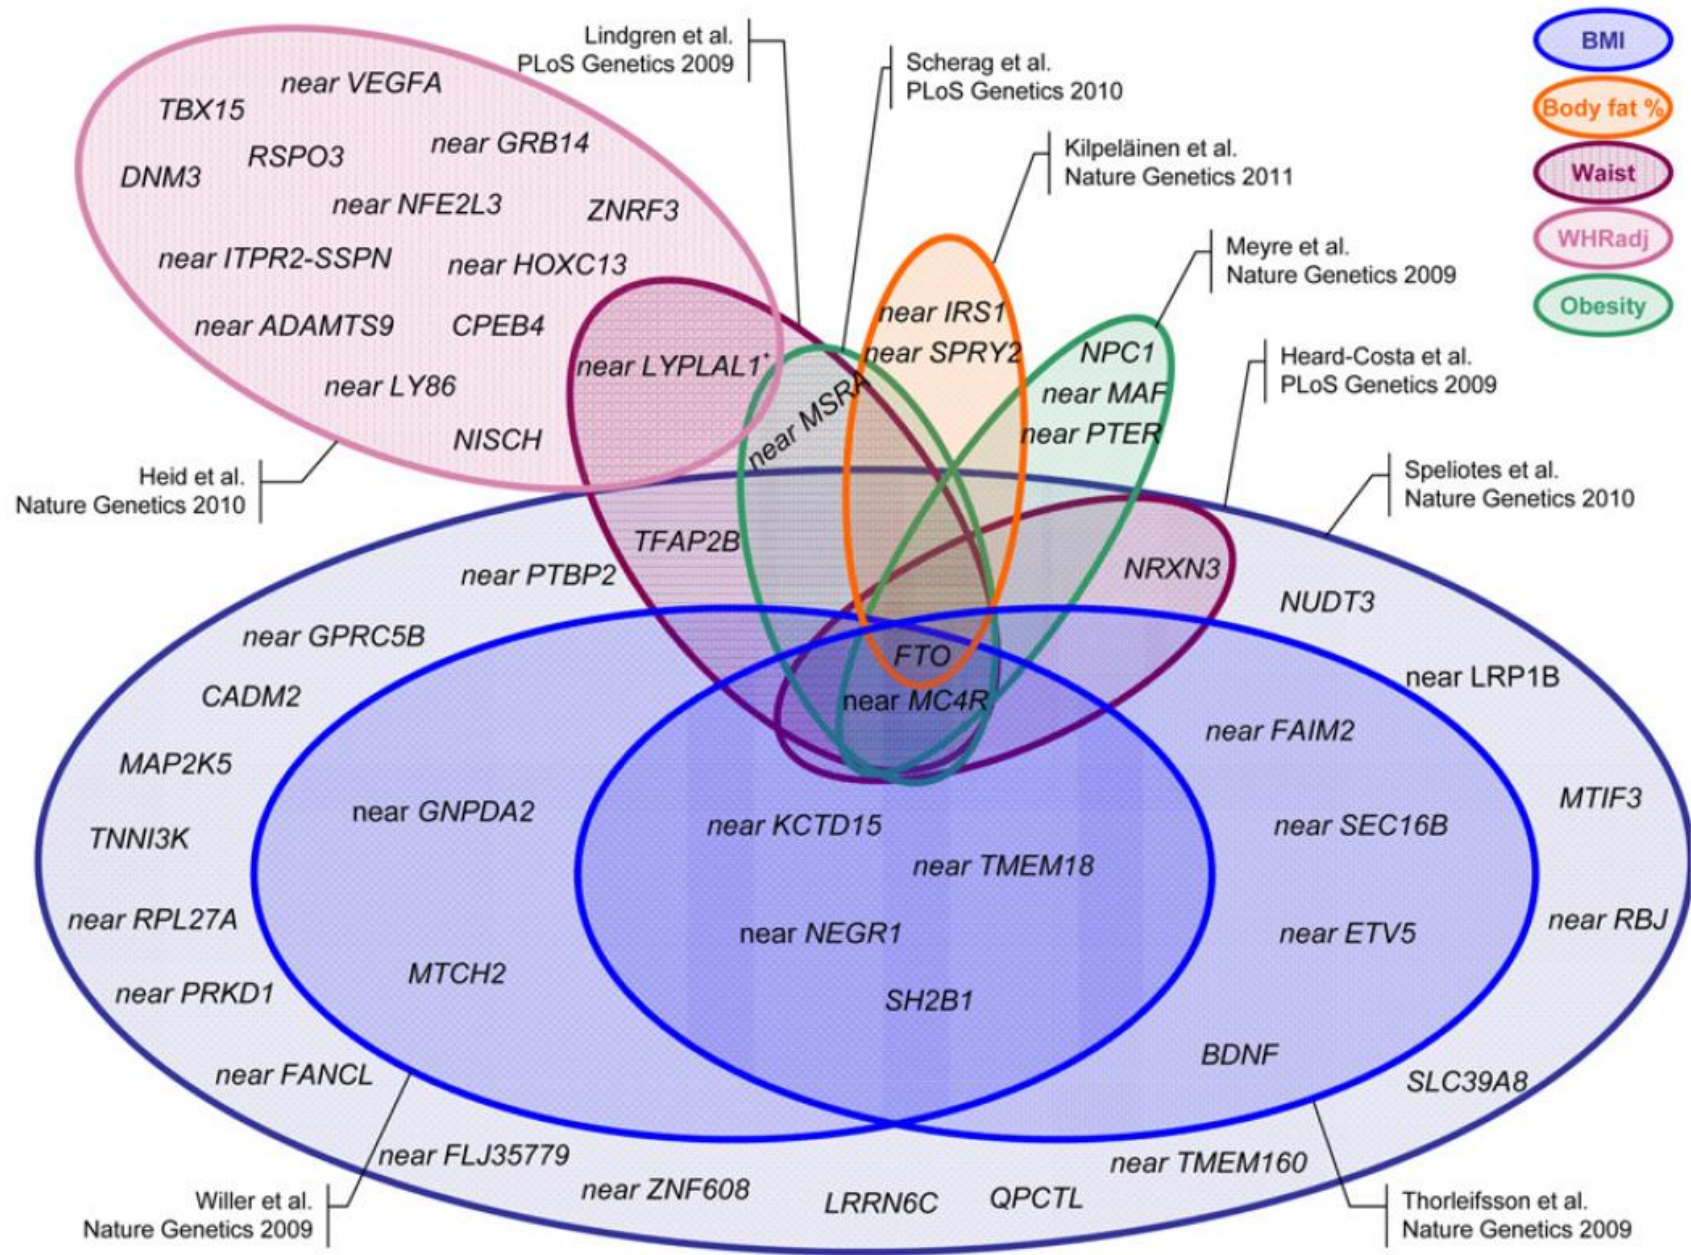 Lindgren et al.
PLoS Genetics 2009
Scherag et al.
PLoS Genetics 2010
Kilpeläinen et al.
Nature Genetics 2011
Meyre et al.
Nature Genetics 2009
Heard-Costa et al.
PLoS Genetics 2009
Speliotes et al.
Nature Genetics 2010
BMI
Body fat %
Waist
WHRadj
Obesity
near VEGFA
TBX15
near GRB14
RSPO3
DNM3
near NFE2L3
ZNRF3
near ITPR2-SSPN
near HOXC13
near ADAMTS9
CPEB4
near LYPLAL1*
near LY86
NISCH
Heid et al.
Nature Genetics 2010
near MSRA
near IRS1
near SPRY2
NPC1
near MAF
near PTER
TFAP2B
NRXN3
near PTBP2
NUDT3
near GPRC5B
FTO
near LRP1B
CADM2
near MC4R
near FAIM2
MAP2K5
MTIF3
near GNPDA2
near KCTD15
near SEC16B
TNNI3K
near TMEM18
near RPL27A
near NEGR1
near ETV5
near RBJ
MTCH2
near PRKD1
SH2B1
BDNF
near FANCL
SLC39A8
near FLJ35779
near TMEM160
near ZNF608
LRRN6C
QPCTL
Willer et al.
Nature Genetics 2009
Thorleifsson et al.
Nature Genetics 2009